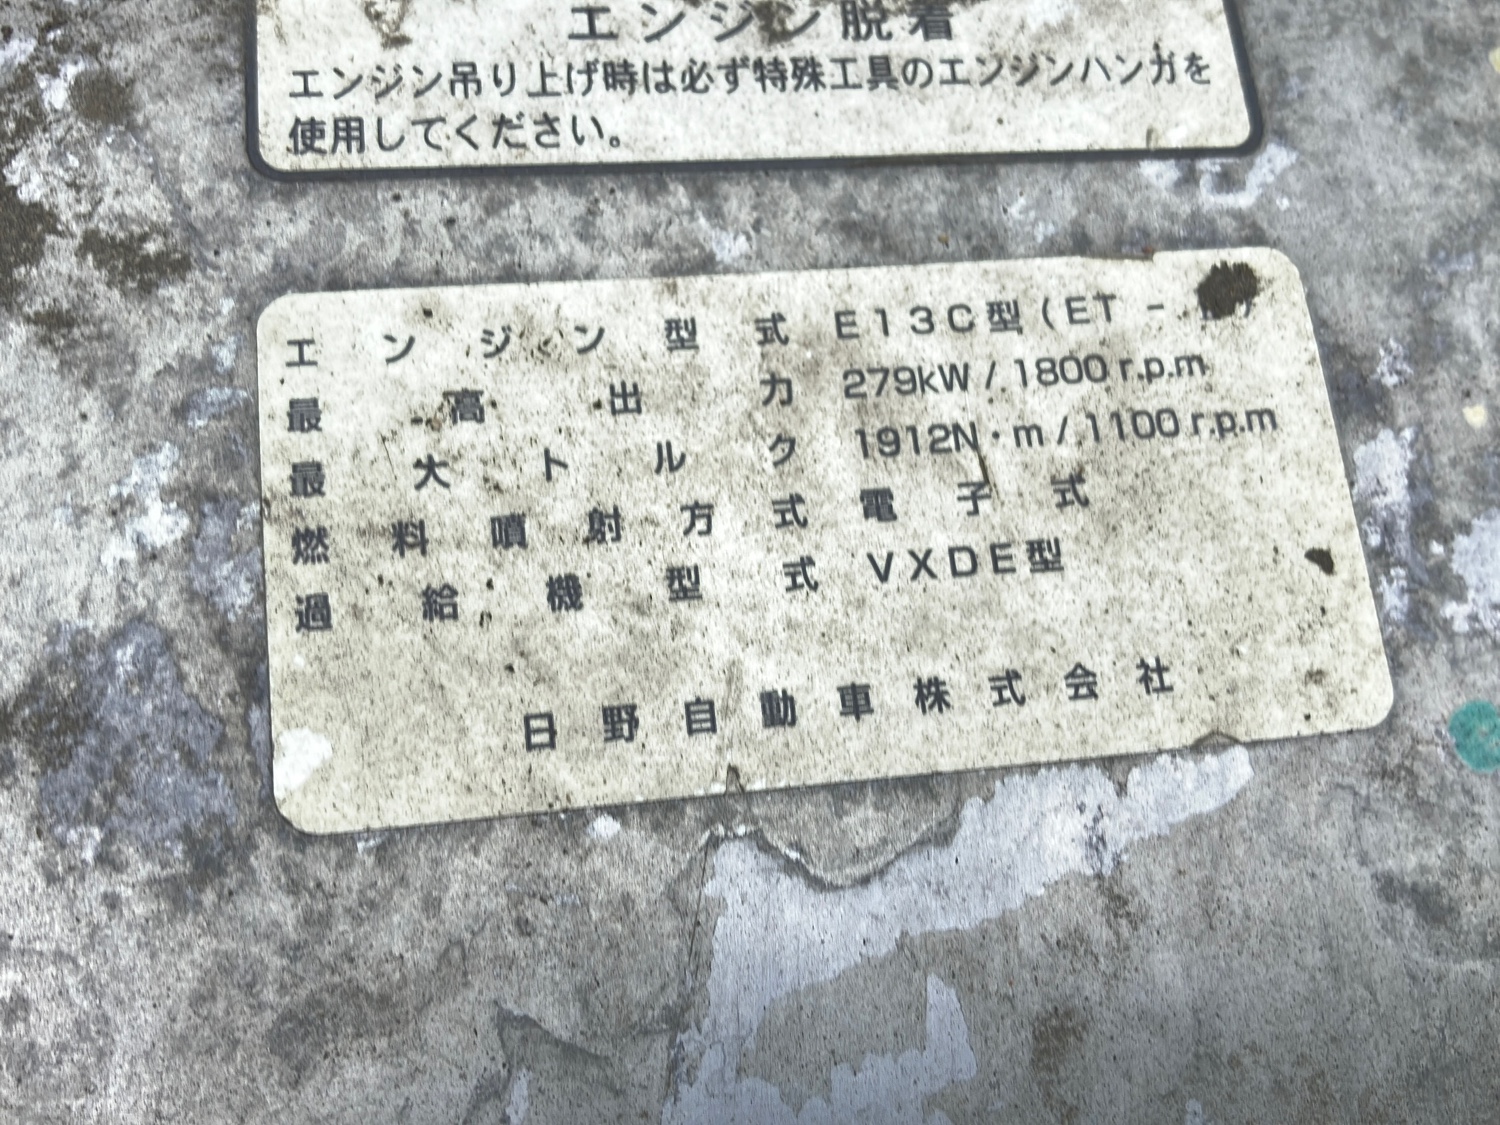 エンジン脱着
エンジン吊り上げ時は必ず特殊工具のエンジンハンガを
使用してください。
エンジン型式 E13C型(ET-
最高出力 279kW/1800r.p.m
最大トルク 1912N・m/1100r.p.m
燃料噴射方式 電子式
過給機型式 VXDE型
日野自動車株式会社